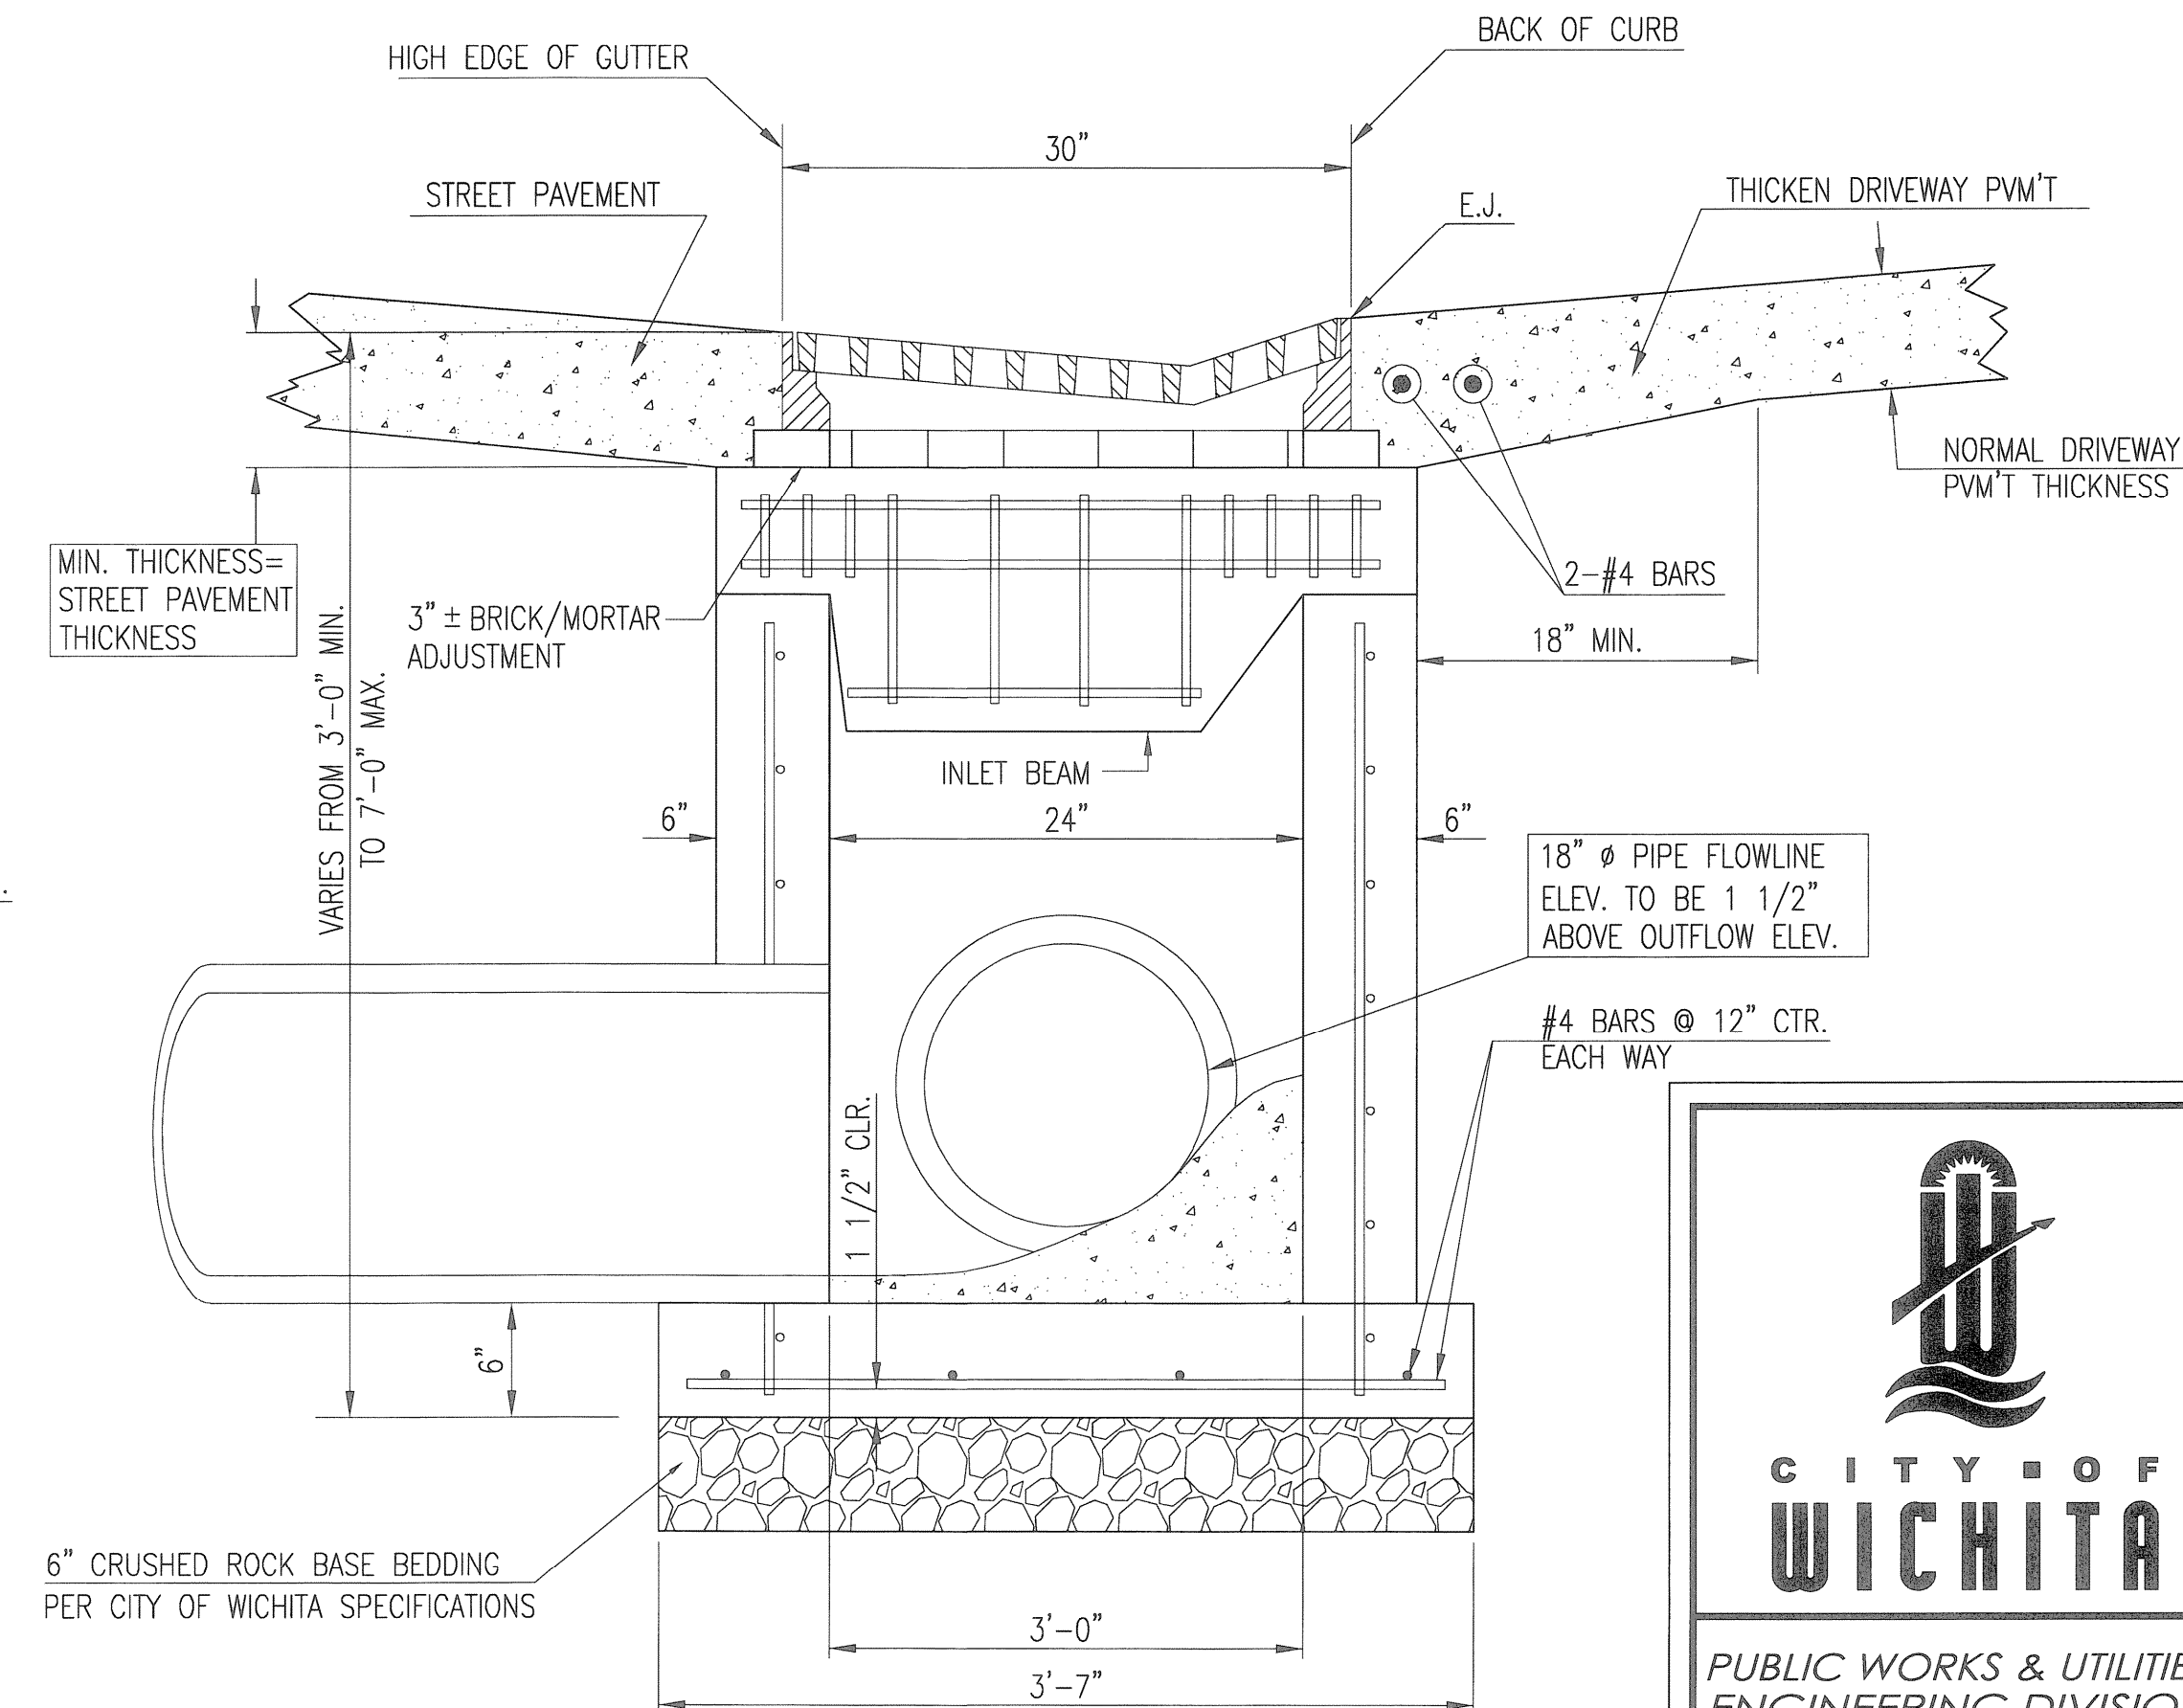 BACK OF CURB
HIGH EDGE OF GUTTER
30"
STREET PAVEMENT
E.J.
THICKEN DRIVEWAY PVM'T
NORMAL DRIVEWAY
PVM'T THICKNESS
MIN. THICKNESS=
STREET PAVEMENT
THICKNESS
3" ± BRICK/MORTAR
ADJUSTMENT
2-#4 BARS
18" MIN.
VARIES FROM 3'-0" MIN.
TO 7'-0" MAX.
INLET BEAM
6"
24"
6"
18" ø PIPE FLOWLINE
ELEV. TO BE 1 1/2"
ABOVE OUTFLOW ELEV.
#4 BARS @ 12" CTR.
EACH WAY
1 1/2" CLR.
6"
6" CRUSHED ROCK BASE BEDDING
PER CITY OF WICHITA SPECIFICATIONS
3'-0"
3'-7"
CITY OF
WICHITA
PUBLIC WORKS & UTILITIE
ENGINEERING DIVISION